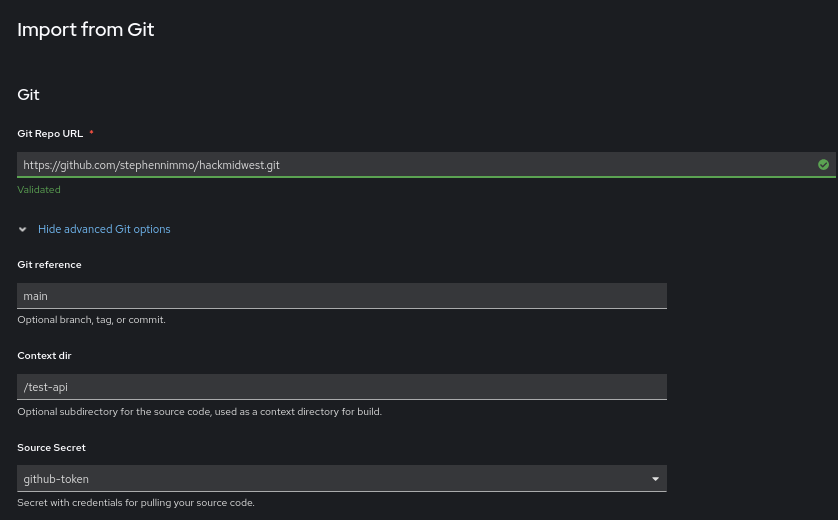 Import from Git
Git
Git Repo URL *
https://github.com/stephennimmo/hackmidwest.git
Validated
Hide advanced Git options
Git reference
main
Optional branch, tag, or commit.
Context dir
/test-api
Optional subdirectory for the source code, used as a context directory for build.
Source Secret
github-token
Secret with credentials for pulling your source code.